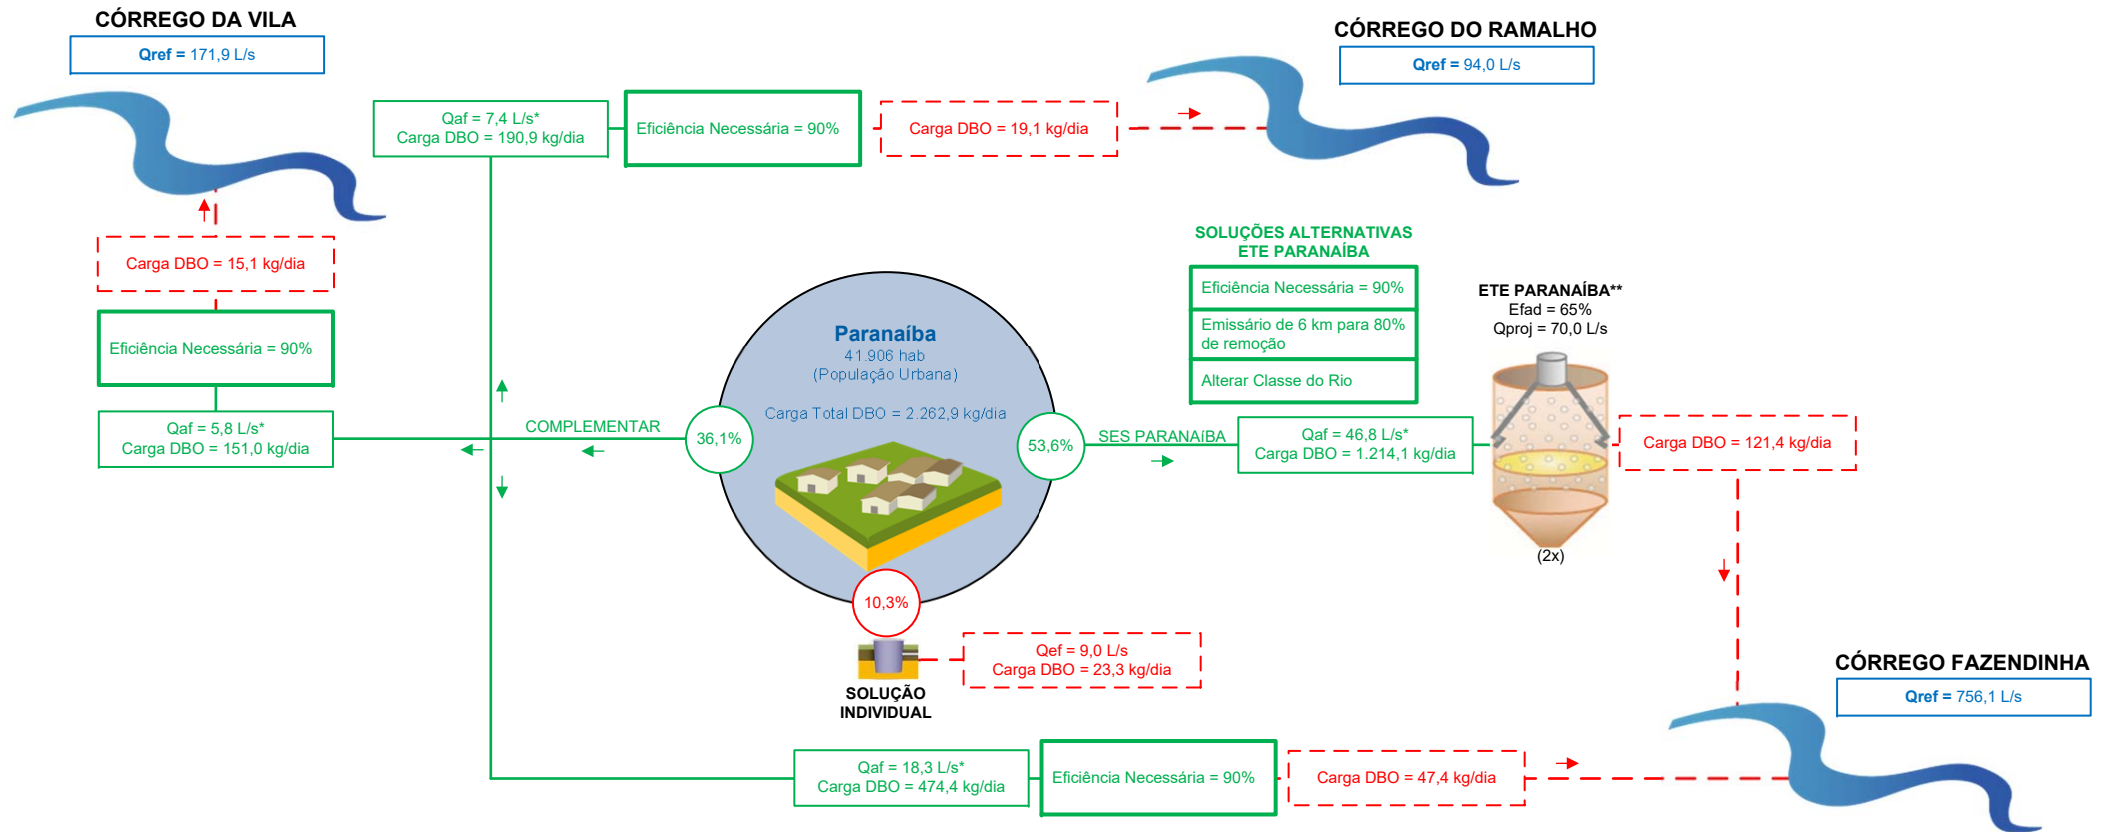 CÓRREGO DA VILA
Qref = 171,9 L/s
CÓRREGO DO RAMALHO
Qref = 94,0 L/s
Qaf = 7,4 L/s*
Carga DBO = 190,9 kg/dia
Eficiência Necessária = 90%
Carga DBO = 19,1 kg/dia
Carga DBO = 15,1 kg/dia
Eficiência Necessária = 90%
Qaf = 5,8 L/s*
Carga DBO = 151,0 kg/dia
COMPLEMENTAR
36,1%
Paranaíba
41.906 hab
(População Urbana)
Carga Total DBO = 2.262,9 kg/dia
53,6%
SES PARANAÍBA
SOLUÇÕES ALTERNATIVAS
ETE PARANAÍBA
Eficiência Necessária = 90%
Emissário de 6 km para 80%
de remoção
Alterar Classe do Rio
Qaf = 46,8 L/s*
Carga DBO = 1.214,1 kg/dia
ETE PARANAÍBA**
Efad = 65%
Qproj = 70,0 L/s
(2x)
Carga DBO = 121,4 kg/dia
10,3%
SOLUÇÃO
INDIVIDUAL
Qef = 9,0 L/s
Carga DBO = 23,3 kg/dia
CÓRREGO FAZENDINHA
Qref = 756,1 L/s
Qaf = 18,3 L/s*
Carga DBO = 474,4 kg/dia
Eficiência Necessária = 90%
Carga DBO = 47,4 kg/dia